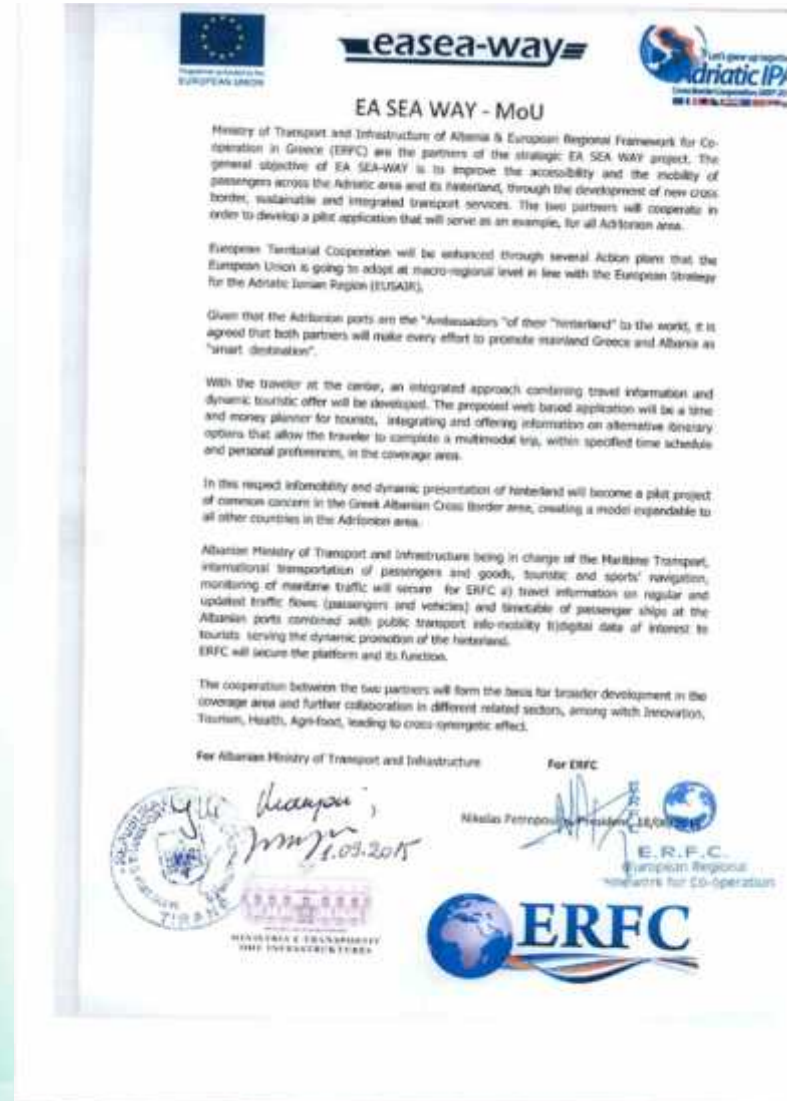 EUROPEAN UNION
easea-way
Let's grow up together
Adriatic IPA
EA SEA WAY - MoU
Ministry of Transport and Infrastructure of Albania & European Regional Framework for Co-
operation in Greece (ERFC) are the partners of the strategic EA SEA WAY project. The
general objective of EA SEA-WAY is to improve the accessibility and the mobility of
passengers across the Adriatic area and its hinterland, through the development of new cross
border, sustainable and integrated transport services. The two partners will cooperate in
order to develop a pilot application that will serve as an example, for all AdrIonion area.
European Territorial Cooperation will be enhanced through several Action plans that the
European Union is going to adopt at macro-regional level in line with the European Strategy
for the Adriatic Ionian Region (EUSAIR).
Given that the AdrIonion ports are the "Ambassadors "of their "hinterland" to the world, it is
agreed that both partners will make every effort to promote mainland Greece and Albania as
"smart destination".
With the traveler at the center, an integrated approach combining travel information and
dynamic touristic offer will be developed. The proposed web based application will be a time
and money planner for tourists, integrating and offering information on alternative itinerary
options that allow the traveler to complete a multimodal trip, within specified time schedule
and personal preferences, in the coverage area.
In this respect infomobility and dynamic presentation of hinterland will become a pilot project
of common concern in the Greek Albanian Cross Border area, creating a model expandable to
all other countries in the AdrIonion area.
Albanian Ministry of Transport and Infrastructure being in charge of the Maritime Transport,
international transportation of passengers and goods, touristic and sports' navigation,
monitoring of maritime traffic will secure for ERFC a) travel information on regular and
updated traffic flows (passengers and vehicles) and timetable of passenger ships at the
Albanian ports combined with public transport info-mobility b)digital data of interest to
tourists serving the dynamic promotion of the hinterland.
ERFC will secure the platform and its function.
The cooperation between the two partners will form the basis for broader development in the
coverage area and further collaboration in different related sectors, among witch Innovation,
Tourism, Health, Agri-food, leading to cross-synergetic effect.
For Albanian Ministry of Transport and Infrastructure
For ERFC
1.09.2015
Nikolas Petropoulos, President
E.R.F.C.
European Regional
Framework for Co-operation
TIRANE
MINISTRIA E TRANSPORTIT
DHE INFRASTRUKTURES
ERFC